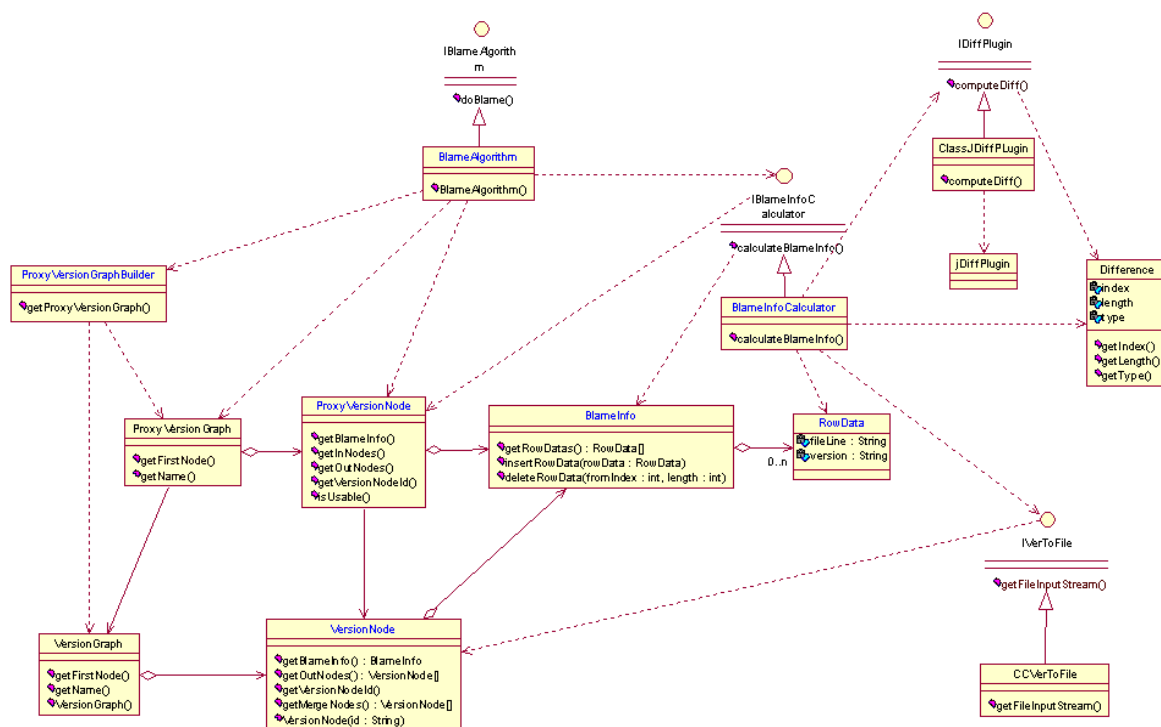 IBlameAlgorith
m
doBlame()
IDiffPlugin
computeDiff()
BlameAlgorithm
BlameAlgorithm()
ClassJDiffPLugin
computeDiff()
IBlameInfoC
alculator
calculateBlameInfo()
jDiffPlugin
Difference
index
length
type
getIndex()
getLength()
getType()
ProxyVersionGraphBuilder
getProxyVersionGraph()
BlameInfoCalculator
calculateBlameInfo()
ProxyVersionGraph
getFirstNode()
getName()
ProxyVersionNode
getBlameInfo()
getInNodes()
getOutNodes()
getVersionNodeId()
isUsable()
BlameInfo
getRowDatas() : RowData[]
insertRowData(rowData : RowData)
deleteRowData(fromIndex : int, length : int)
0..n
RowData
fileLine : String
version : String
IVerToFile
getFileInputStream()
VersionGraph
getFirstNode()
getName()
VersionGraph()
VersionNode
getBlameInfo() : BlameInfo
getOutNodes() : VersionNode[]
getVersionNodeId()
getMergeNodes() : VersionNode[]
VersionNode(id : String)
CCVerToFile
getFileInputStream()